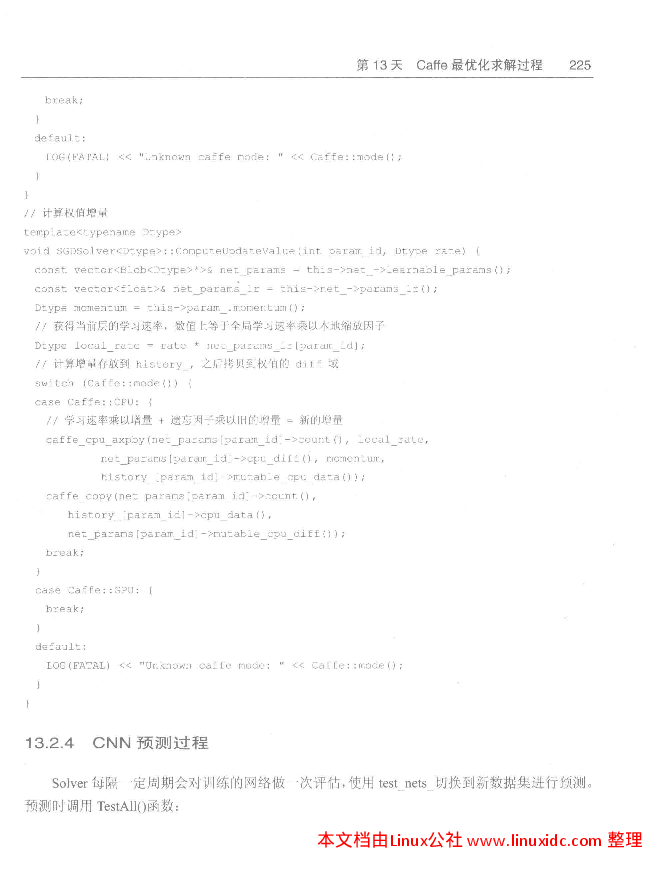 第 13 天 Caffe 最优化求解过程 225
break;
}
default:
LOG(FATAL) << "Unknown caffe mode: " << Caffe::mode();
}
}
// 计算权值增量
template<typename Dtype>
void SGDSolver<Dtype>::ComputeUpdateValue(int param_id, Dtype rate) {
const vector<Blob<Dtype>*>& net_params = this->net_->learnable_params();
const vector<float>& net_params_lr = this->net_->params_lr();
Dtype momentum = this->param_.momentum();
// 获得当前层的学习速率，数值上等于全局学习速率乘以本地缩放因子
Dtype local_rate = rate * net_params_lr[param_id];
// 计算增量存放到 history_，之后拷贝到权值的 diff 域
switch (Caffe::mode()) {
case Caffe::CPU: {
// 学习速率乘以增量 + 遗忘因子乘以旧的增量 = 新的增量
caffe_cpu_axpby(net_params[param_id]->count(), local_rate,
net_params[param_id]->cpu_diff(), momentum,
history_[param_id]->mutable_cpu_data());
caffe_copy(net_params[param_id]->count(),
history_[param_id]->cpu_data(),
net_params[param_id]->mutable_cpu_diff());
break;
}
case Caffe::GPU: {
break;
}
default:
LOG(FATAL) << "Unknown caffe mode: " << Caffe::mode();
}
}
13.2.4 CNN 预测过程
Solver 每隔一定周期会对训练的网络做一次评估，使用 test_nets_切换到新数据集进行预测。
预测时调用 TestAll()函数：
本文档由Linux公社 www.linuxidc.com 整理